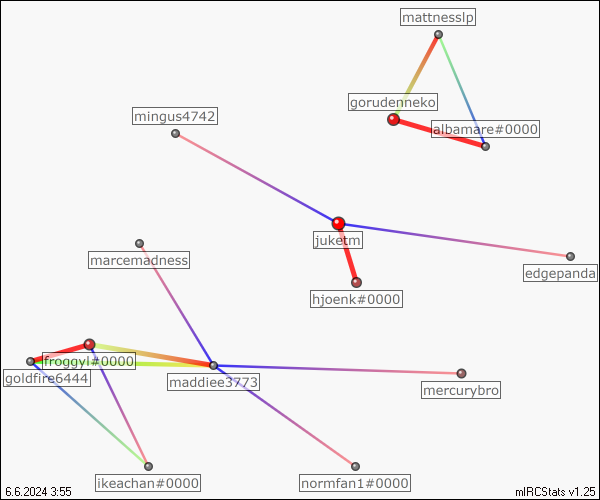 mattnesslp
gorudenneko
mingus4742
albamare#0000
juketm
marcemadness
edgepanda
hjoenk#0000
froggyl#0000
goldfire6444
maddiee3773
mercurybro
ikeachan#0000
normfan1#0000
6.6.2024 3:55
mIRCStats v1.25